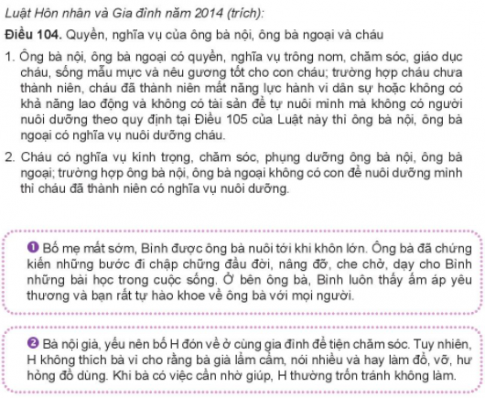 Luật Hôn nhân và Gia đình năm 2014 (trích):
Điều 104. Quyền, nghĩa vụ của ông bà nội, ông bà ngoại và cháu
1. Ông bà nội, ông bà ngoại có quyền, nghĩa vụ trông nom, chăm sóc, giáo dục
cháu, sống mẫu mực và nêu gương tốt cho con cháu; trường hợp cháu chưa
thành niên, cháu đã thành niên mất năng lực hành vi dân sự hoặc không có
khả năng lao động và không có tài sản để tự nuôi mình mà không có người
nuôi dưỡng theo quy định tại Điều 105 của Luật này thì ông bà nội, ông bà
ngoại có nghĩa vụ nuôi dưỡng cháu.
2. Cháu có nghĩa vụ kính trọng, chăm sóc, phụng dưỡng ông bà nội, ông bà
ngoại; trường hợp ông bà nội, ông bà ngoại không có con để nuôi dưỡng mình
thì cháu đã thành niên có nghĩa vụ nuôi dưỡng.
1 Bố mẹ mất sớm, Bình được ông bà nuôi tới khi khôn lớn. Ông bà đã chứng
kiến những bước đi chập chững đầu đời, nâng đỡ, che chở, dạy cho Bình
những bài học trong cuộc sống. Ở bên ông bà, Bình luôn thấy ấm áp yêu
thương và bạn rất tự hào khoe về ông bà với mọi người.
2 Bà nội già, yếu nên bố H đón về ở cùng gia đình để tiện chăm sóc. Tuy nhiên,
H không thích bà vì cho rằng bà già lẩm cẩm, nói nhiều và hay làm đổ, vỡ, hư
hỏng đồ dùng. Khi bà có việc cần nhờ giúp, H thường trốn tránh không làm.